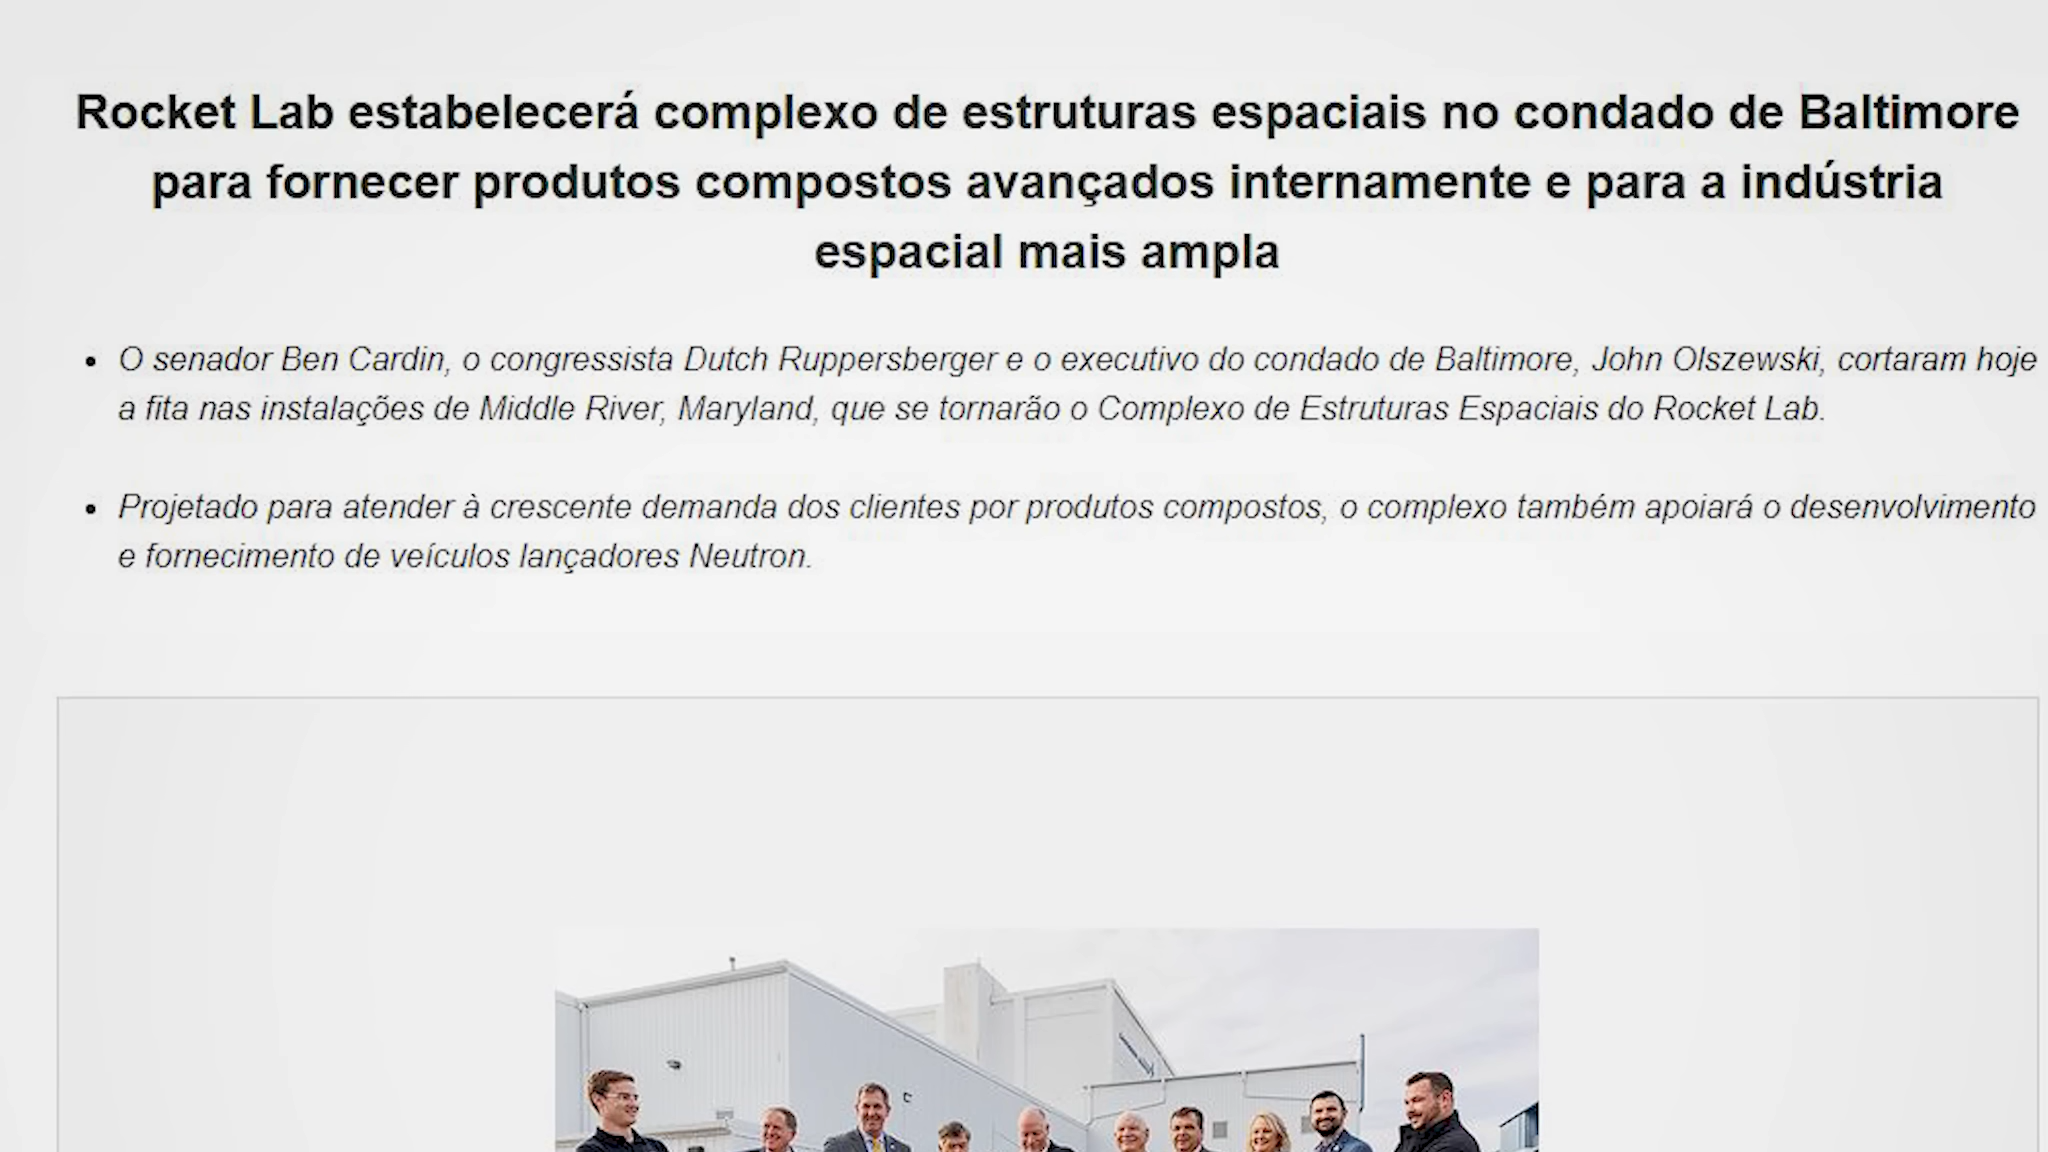 Rocket Lab estabelecerá complexo de estruturas espaciais no condado de Baltimore
para fornecer produtos compostos avançados internamente e para a indústria
espacial mais ampla
• O senador Ben Cardin, o congressista Dutch Ruppersberger e o executivo do condado de Baltimore, John Olszewski, cortaram hoje
a fita nas instalações de Middle River, Maryland, que se tornarão o Complexo de Estruturas Espaciais do Rocket Lab.
• Projetado para atender à crescente demanda dos clientes por produtos compostos, o complexo também apoiará o desenvolvimento
e fornecimento de veículos lançadores Neutron.